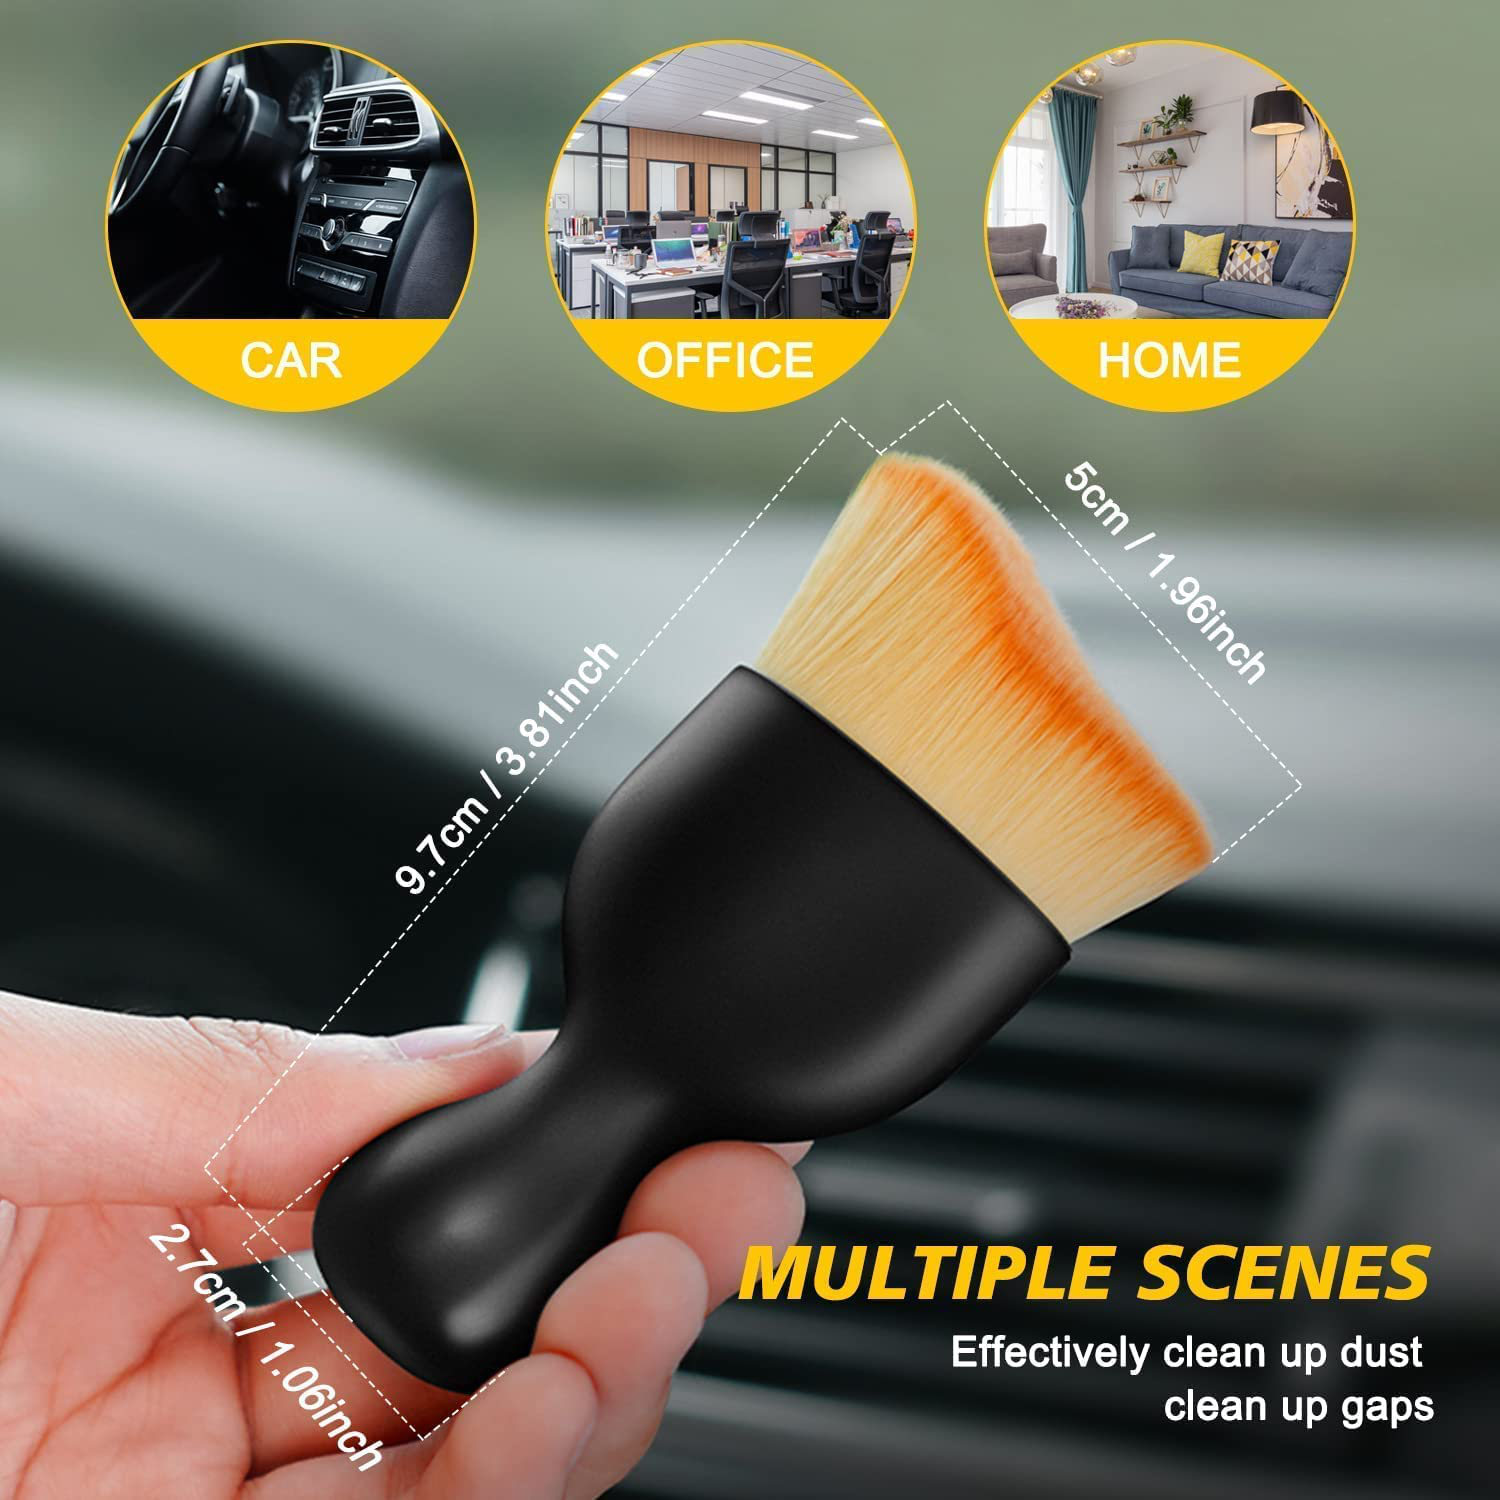 CAR
OFFICE
HOME
5cm / 1.96inch
9.7cm / 3.81inch
2.7cm / 1.06inch
MULTIPLE SCENES
Effectively clean up dust
clean up gaps